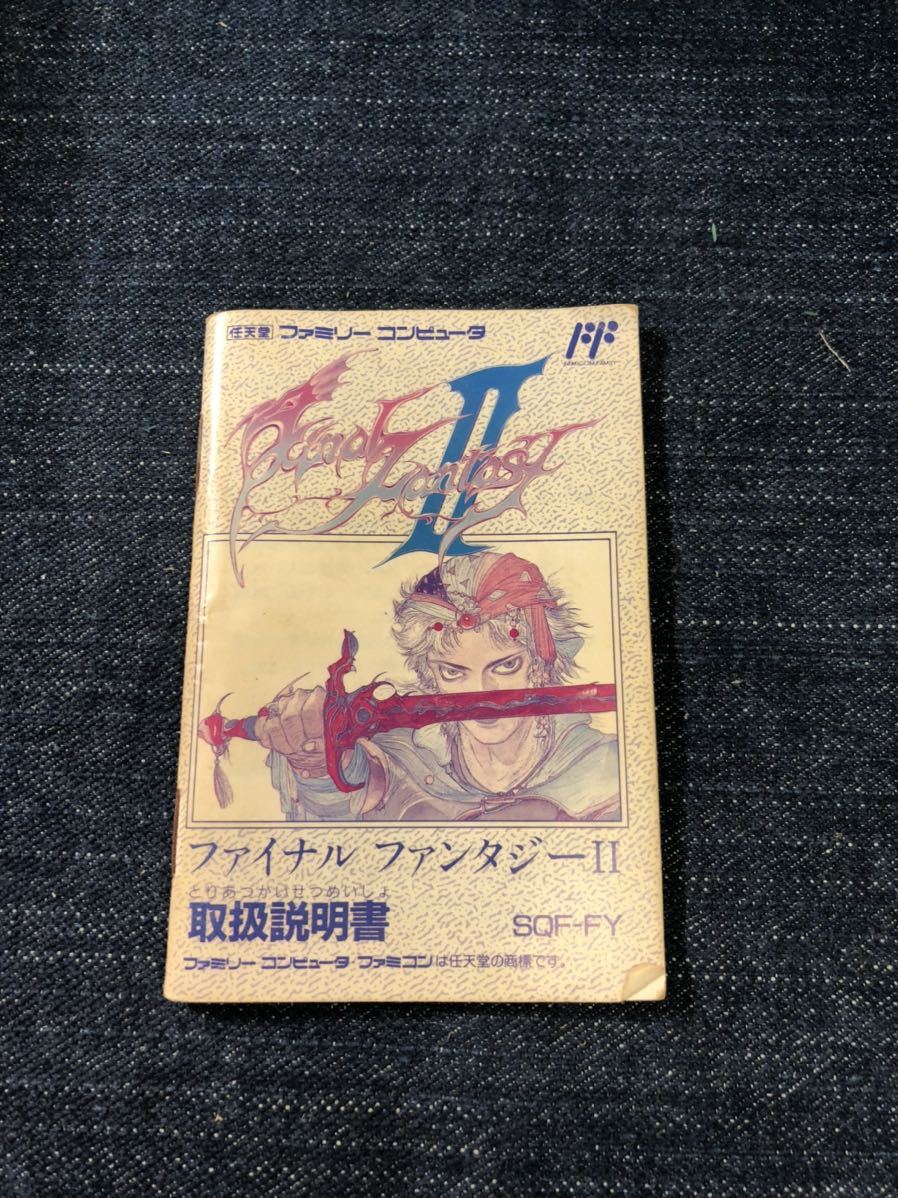 任天堂 ファミリー コンピュータ
FAMICOM FAMILY
Final Fantasy II
ファイナル ファンタジーII
とりあつかいせつめいしょ
取扱説明書 SQF-FY
ファミリー コンピュータ・ファミコンは任天堂の商標です。